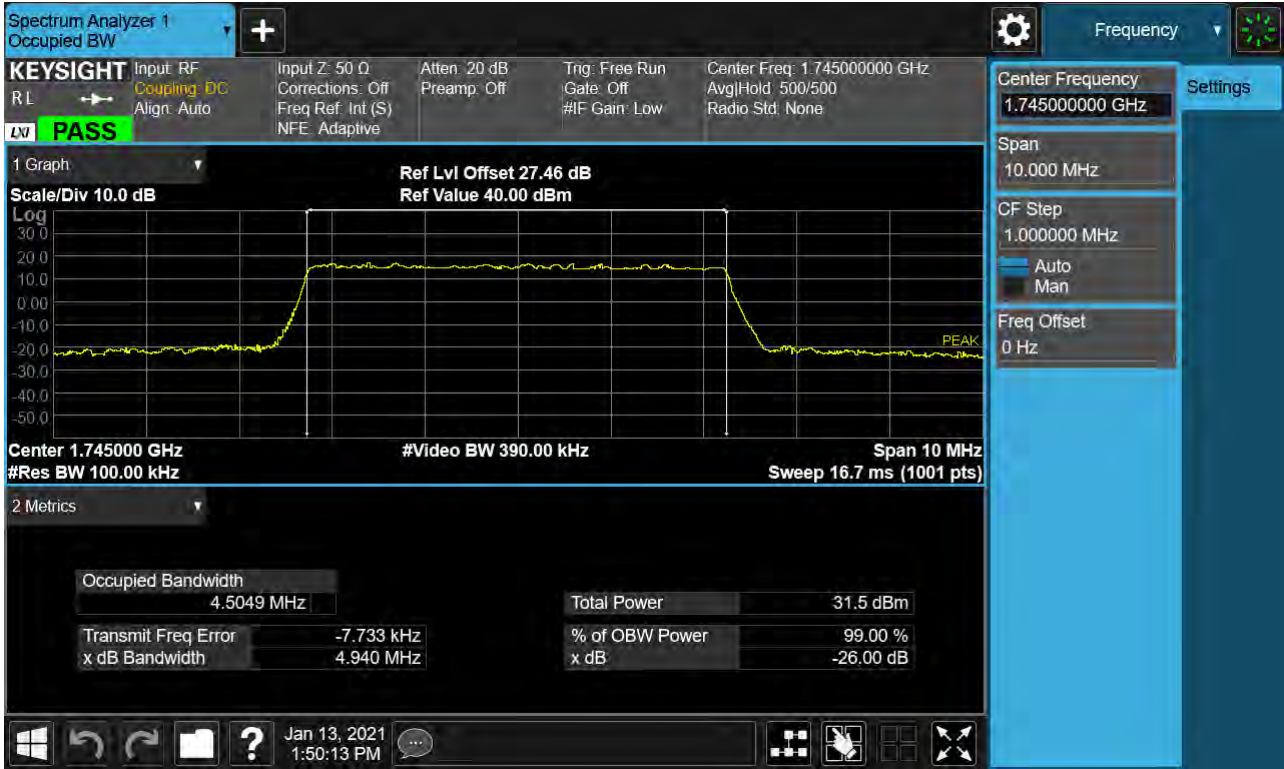 Spectrum Analyzer 1
Occupied BW
Frequency
KEYSIGHT
R L
LXI
PASS
Input: RF
Coupling: DC
Align: Auto
Input Z: 50 Ω
Corrections: Off
Freq Ref: Int (S)
NFE: Adaptive
Atten: 20 dB
Preamp: Off
Trig: Free Run
Gate: Off
#IF Gain: Low
Center Freq: 1.745000000 GHz
Avg|Hold: 500/500
Radio Std: None
Center Frequency
1.745000000 GHz
Settings
Span
10.000 MHz
CF Step
1.000000 MHz
Auto
Man
Freq Offset
0 Hz
1 Graph
Scale/Div 10.0 dB
Ref Lvl Offset 27.46 dB
Ref Value 40.00 dBm
Log
30.0
20.0
10.0
0.00
-10.0
-20.0
-30.0
-40.0
-50.0
PEAK
Center 1.745000 GHz
#Video BW 390.00 kHz
Span 10 MHz
#Res BW 100.00 kHz
Sweep 16.7 ms (1001 pts)
2 Metrics
Occupied Bandwidth
4.5049 MHz
Total Power 31.5 dBm
Transmit Freq Error -7.733 kHz
% of OBW Power 99.00 %
x dB Bandwidth 4.940 MHz
x dB -26.00 dB
?
Jan 13, 2021
1:50:13 PM